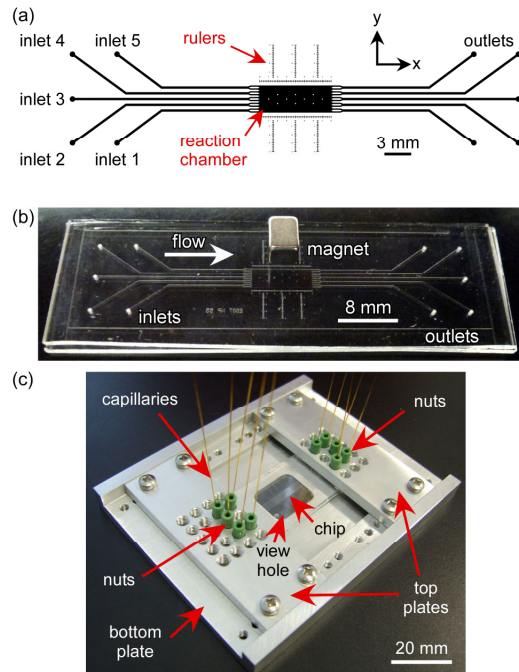 (a)
inlet 4
inlet 5
rulers
y
x
outlets
inlet 3
inlet 2
inlet 1
reaction
chamber
3 mm
(b)
flow
magnet
8 mm
inlets
outlets
(c)
capillaries
nuts
chip
view
hole
nuts
top
plates
bottom
plate
20 mm